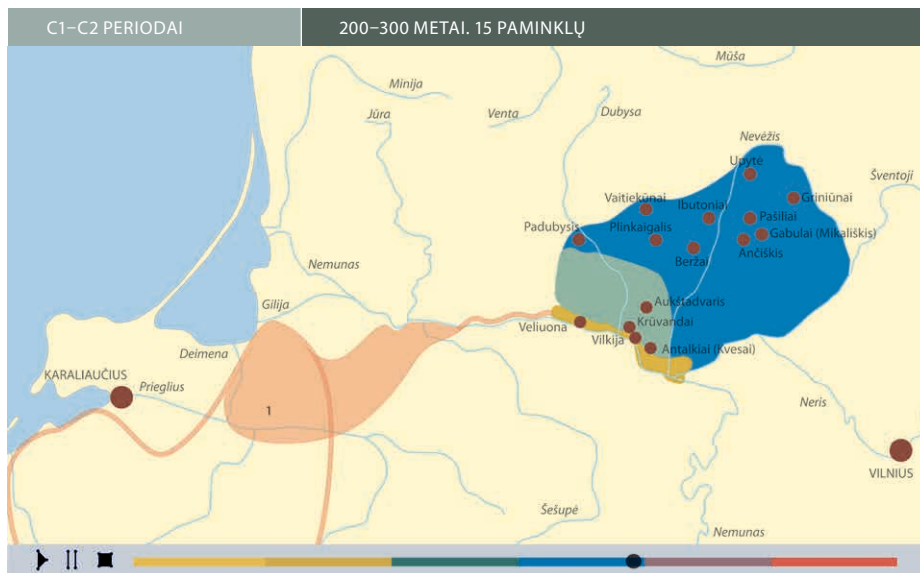 C1–C2 PERIODAI
200–300 METAI. 15 PAMINKLŲ
Mūša
Minija
Jūra
Venta
Dubysa
Nevėžis
Upytė
Šventoji
Vaitiekūnai
Ibutoniai
Griniūnai
Padubysis
Plinkaigalis
Pašiliai
Gabulai (Mikališkis)
Ančiškis
Beržai
Nemunas
Gilija
Aukštadvaris
Veliuona
Krūvandai
Vilkija
Antalkiai (Kvesai)
Deimena
KARALIAUČIUS
Prieglius
1
Neris
VILNIUS
Šešupė
Nemunas